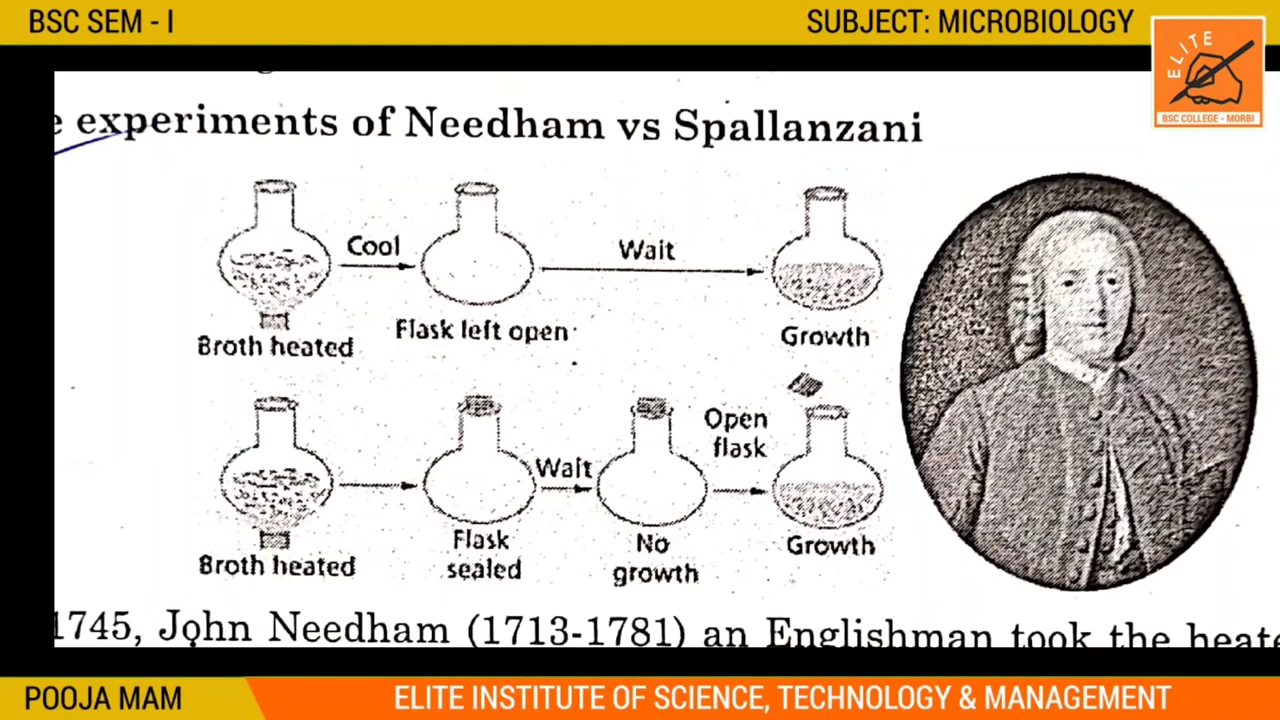 BSC SEM - I
SUBJECT: MICROBIOLOGY
ELITE
BSC COLLEGE - MORBI
experiments of Needham vs Spallanzani
Cool
Wait
Broth heated
Flask left open
Growth
Open
flask
Wait
Broth heated
Flask
sealed
No
growth
Growth
1745, John Needham (1713-1781) an Englishman took the
POOJA MAM
ELITE INSTITUTE OF SCIENCE, TECHNOLOGY & MANAGEMENT